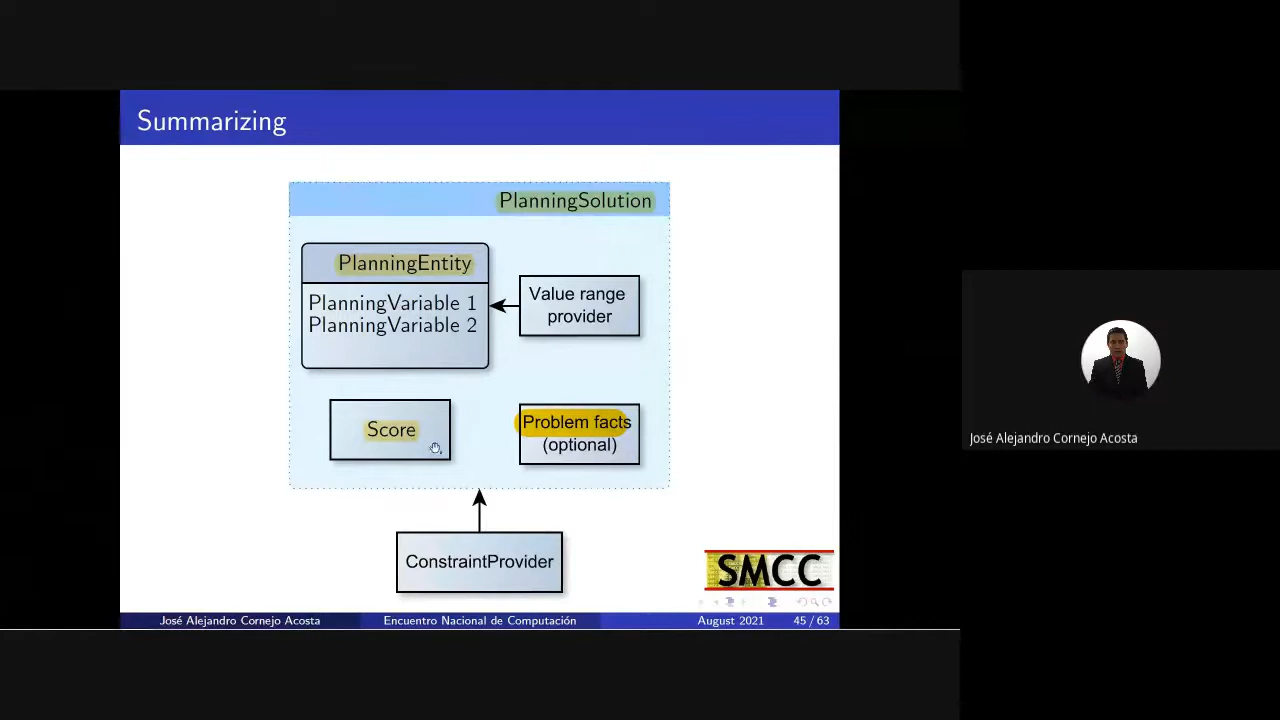 Summarizing
PlanningSolution
PlanningEntity
PlanningVariable 1
PlanningVariable 2
Value range
provider
Score
Problem facts
(optional)
ConstraintProvider
SMCC
José Alejandro Cornejo Acosta
Encuentro Nacional de Computación
August 2021
45 / 63
José Alejandro Cornejo Acosta